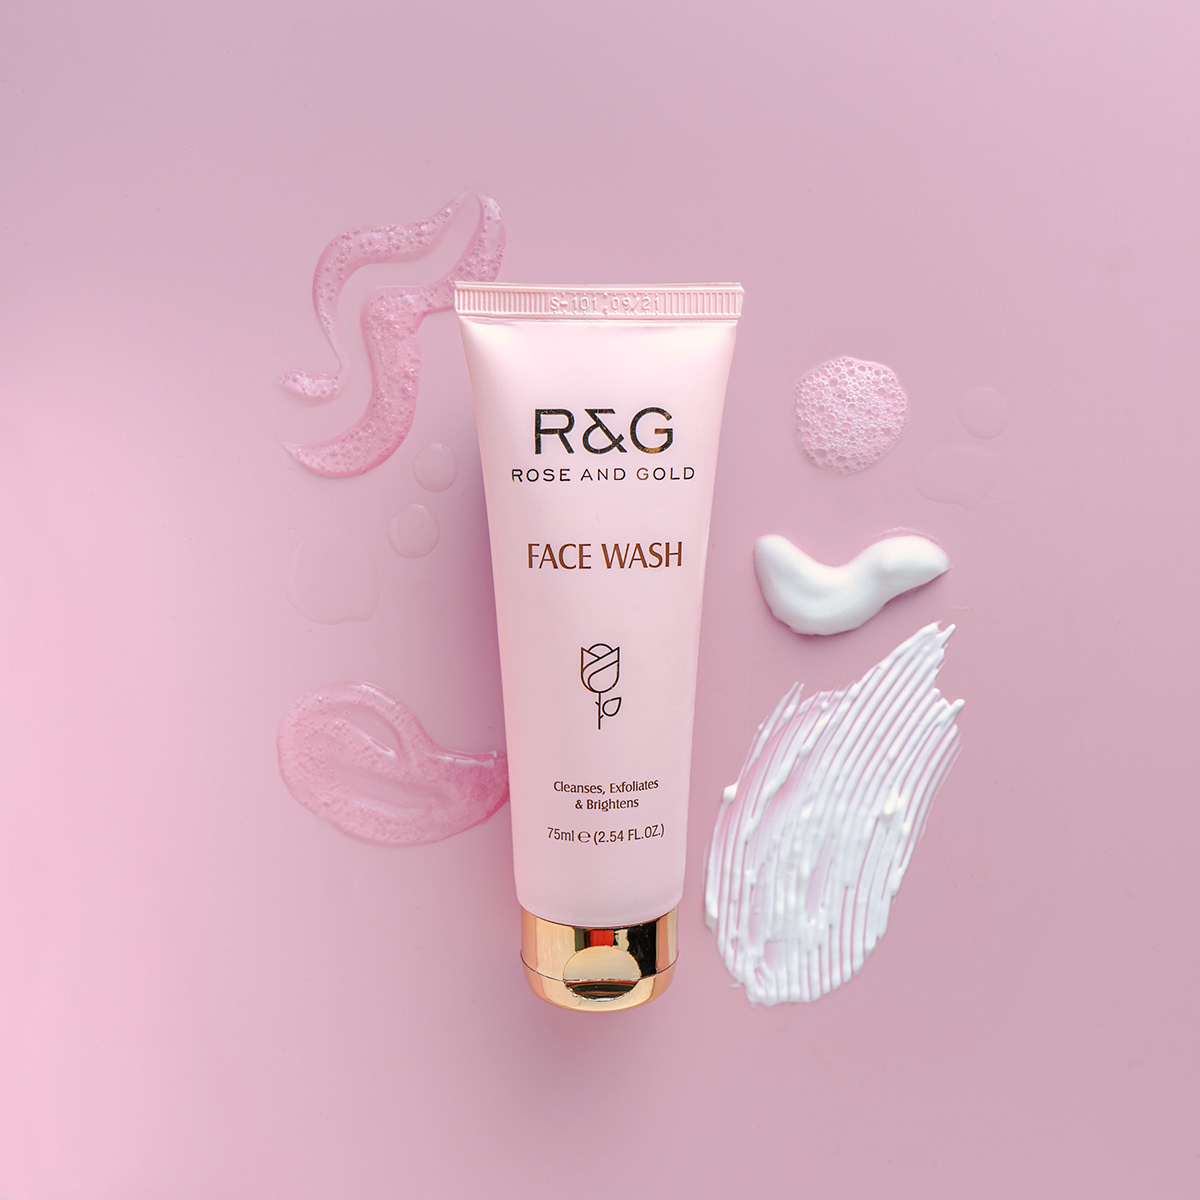 S-101 09/21
R&G
ROSE AND GOLD
FACE WASH
Cleanses, Exfoliates
& Brightens
75ml ℮ (2.54 FL.OZ.)